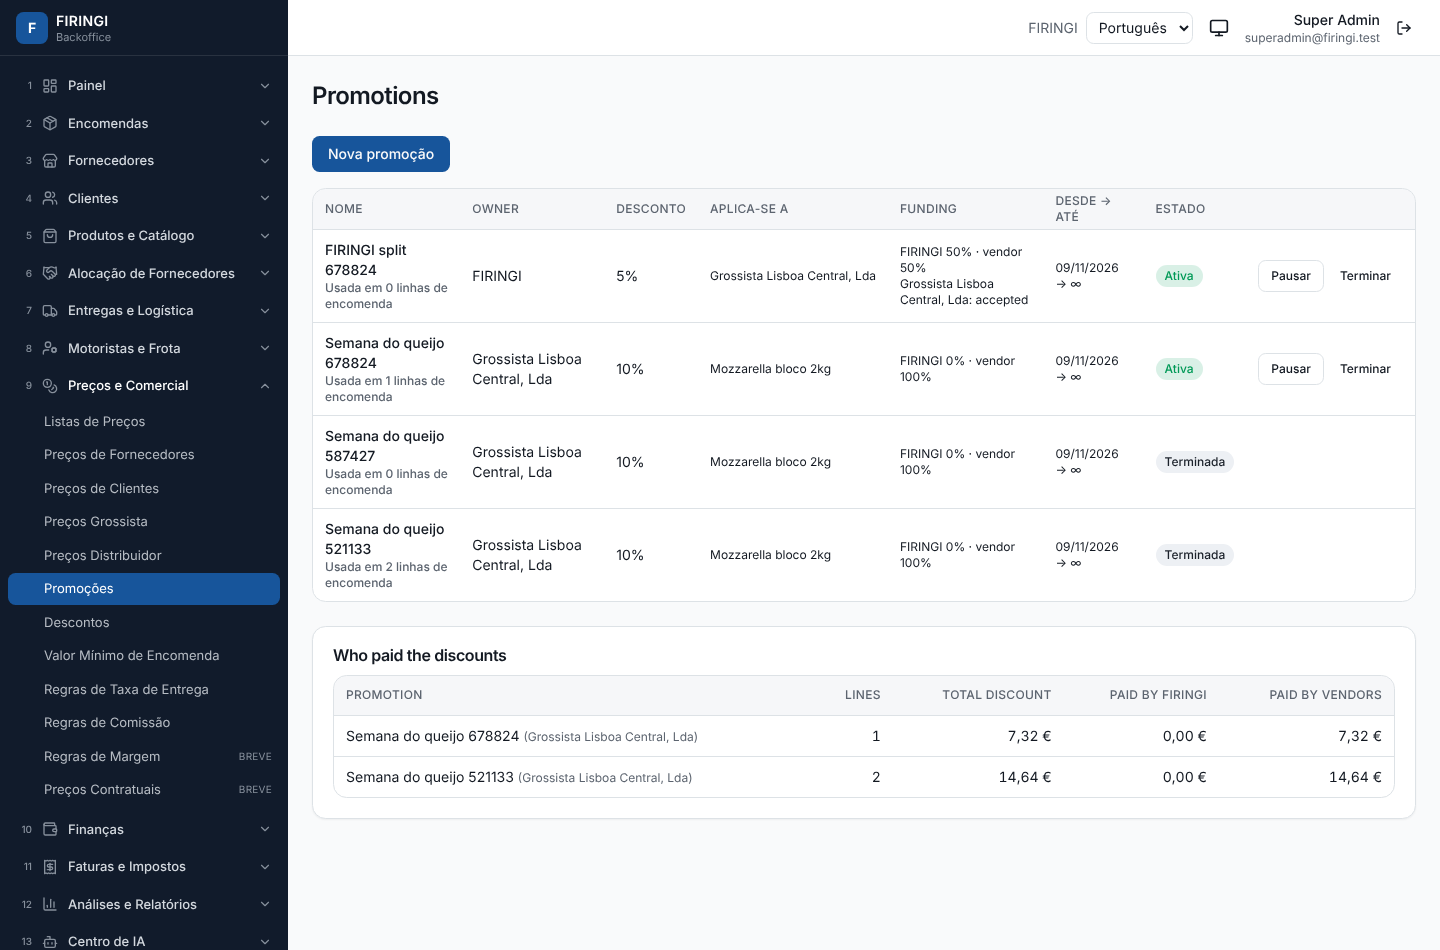 F
FIRINGI
Backoffice
FIRINGI
Português
Super Admin
superadmin@firingi.test
1 Painel
2 Encomendas
3 Fornecedores
4 Clientes
5 Produtos e Catálogo
6 Alocação de Fornecedores
7 Entregas e Logística
8 Motoristas e Frota
9 Preços e Comercial
Listas de Preços
Preços de Fornecedores
Preços de Clientes
Preços Grossista
Preços Distribuidor
Promoções
Descontos
Valor Mínimo de Encomenda
Regras de Taxa de Entrega
Regras de Comissão
Regras de Margem BREVE
Preços Contratuais BREVE
10 Finanças
11 Faturas e Impostos
12 Análises e Relatórios
13 Centro de IA
Promotions
Nova promoção
NOME OWNER DESCONTO APLICA-SE A FUNDING DESDE →
ATÉ ESTADO
FIRINGI split
678824
Usada em 0 linhas de
encomenda
FIRINGI
5%
Grossista Lisboa Central, Lda
FIRINGI 50% · vendor
50%
Grossista Lisboa
Central, Lda: accepted
09/11/2026
→ ∞
Ativa
Pausar
Terminar
Semana do queijo
678824
Usada em 1 linhas de
encomenda
Grossista Lisboa
Central, Lda
10%
Mozzarella bloco 2kg
FIRINGI 0% · vendor
100%
09/11/2026
→ ∞
Ativa
Pausar
Terminar
Semana do queijo
587427
Usada em 0 linhas de
encomenda
Grossista Lisboa
Central, Lda
10%
Mozzarella bloco 2kg
FIRINGI 0% · vendor
100%
09/11/2026
→ ∞
Terminada
Semana do queijo
521133
Usada em 2 linhas de
encomenda
Grossista Lisboa
Central, Lda
10%
Mozzarella bloco 2kg
FIRINGI 0% · vendor
100%
09/11/2026
→ ∞
Terminada
Who paid the discounts
PROMOTION LINES TOTAL DISCOUNT PAID BY FIRINGI PAID BY VENDORS
Semana do queijo 678824 (Grossista Lisboa Central, Lda) 1 7,32 € 0,00 € 7,32 €
Semana do queijo 521133 (Grossista Lisboa Central, Lda) 2 14,64 € 0,00 € 14,64 €